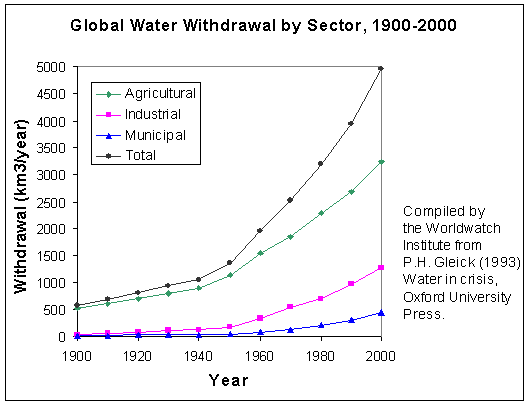 Global Water Withdrawal by Sector, 1900-2000
5000
4500
4000
3500
3000
2500
2000
1500
1000
500
0
Withdrawal (km3/year)
Agricultural
Industrial
Municipal
Total
1900
1920
1940
1960
1980
2000
Year
Compiled by
the Worldwatch
Institute from
P.H. Gleick (1993)
Water in crisis,
Oxford University
Press.